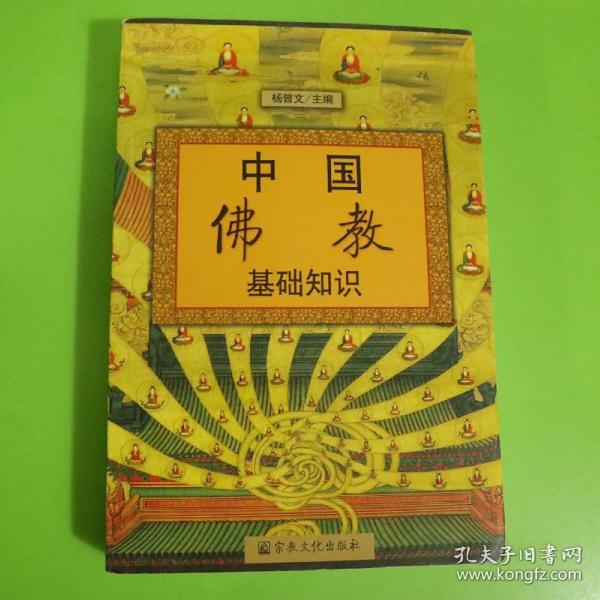 杨曾文/主编
中国
佛教
基础知识
宗教文化出版社
孔夫子旧书网
www.kongfz.com